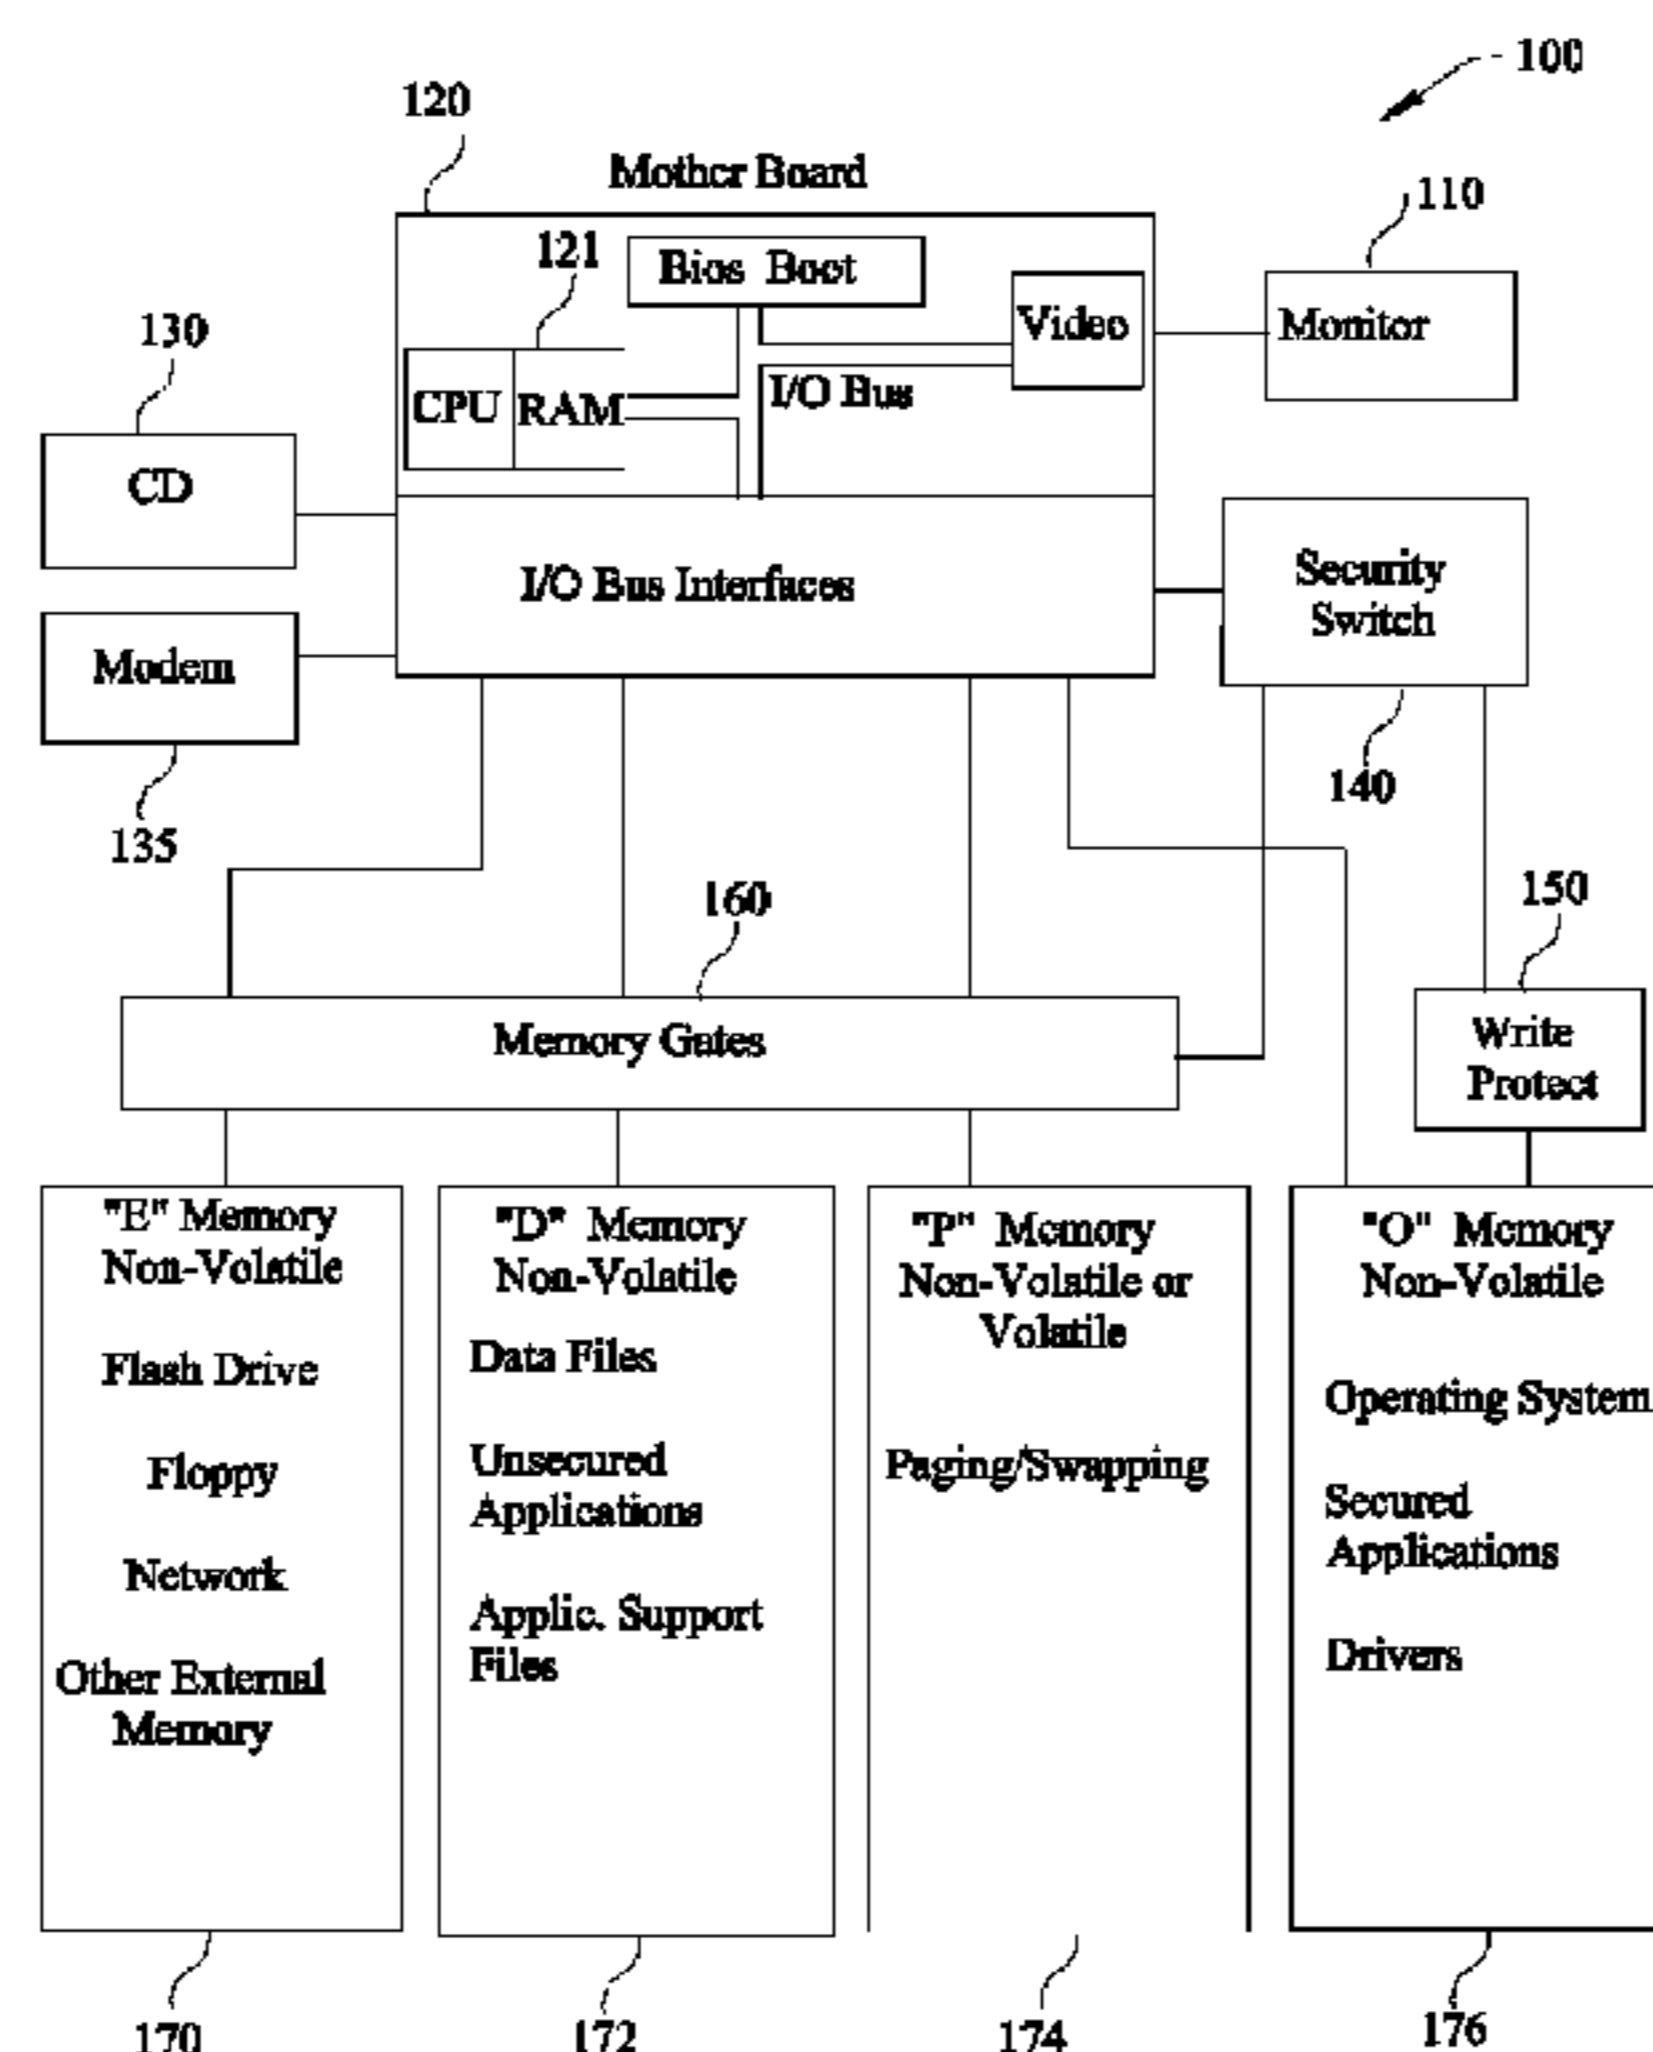 100
120
Mother Board
110
121
Bios Boot
Video
Monitor
130
CPU
RAM
I/O Bus
CD
I/O Bus Interfaces
Security
Switch
Modem
140
135
160
150
Memory Gates
Write
Protect
"E" Memory
Non-Volatile
Flash Drive
Floppy
Network
Other External
Memory
"D" Memory
Non-Volatile
Data Files
Unsecured
Applications
Applic. Support
Files
"P" Memory
Non-Volatile or
Volatile
Paging/Swapping
"O" Memory
Non-Volatile
Operating System
Secured
Applications
Drivers
170
172
174
176